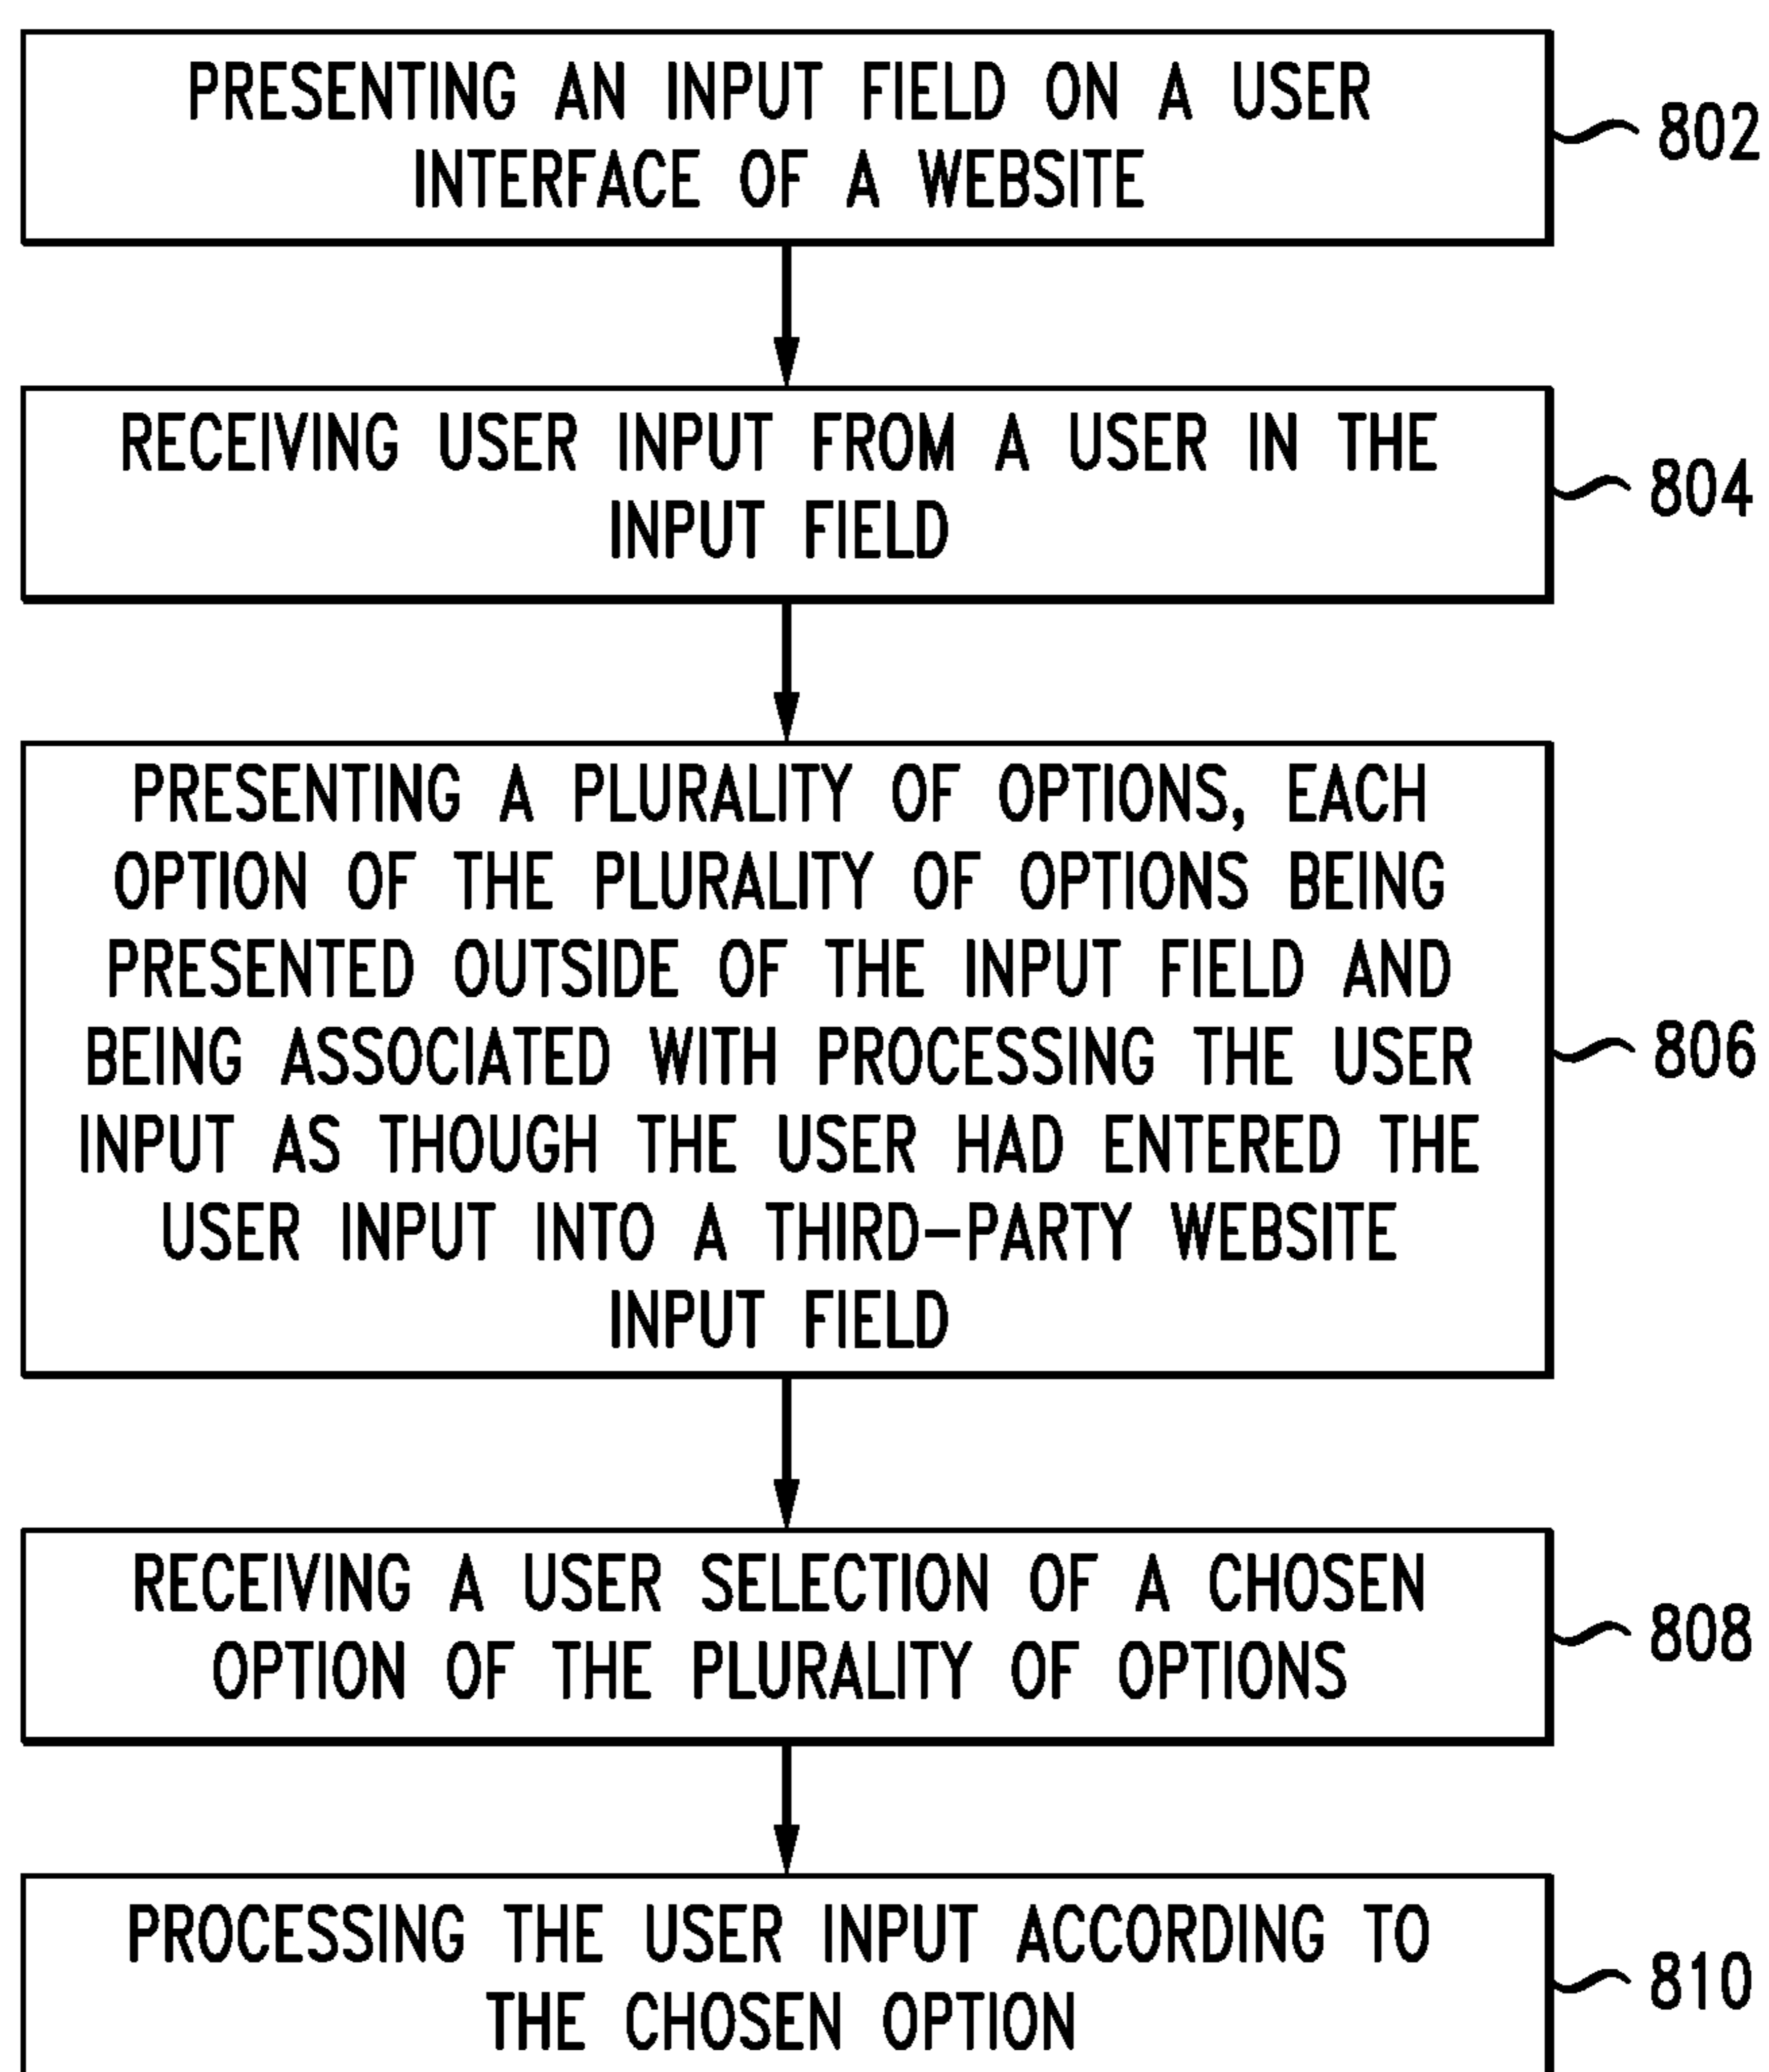 PRESENTING AN INPUT FIELD ON A USER
INTERFACE OF A WEBSITE
802
RECEIVING USER INPUT FROM A USER IN THE
INPUT FIELD
804
PRESENTING A PLURALITY OF OPTIONS, EACH
OPTION OF THE PLURALITY OF OPTIONS BEING
PRESENTED OUTSIDE OF THE INPUT FIELD AND
BEING ASSOCIATED WITH PROCESSING THE USER
INPUT AS THOUGH THE USER HAD ENTERED THE
USER INPUT INTO A THIRD-PARTY WEBSITE
INPUT FIELD
806
RECEIVING A USER SELECTION OF A CHOSEN
OPTION OF THE PLURALITY OF OPTIONS
808
PROCESSING THE USER INPUT ACCORDING TO
THE CHOSEN OPTION
810